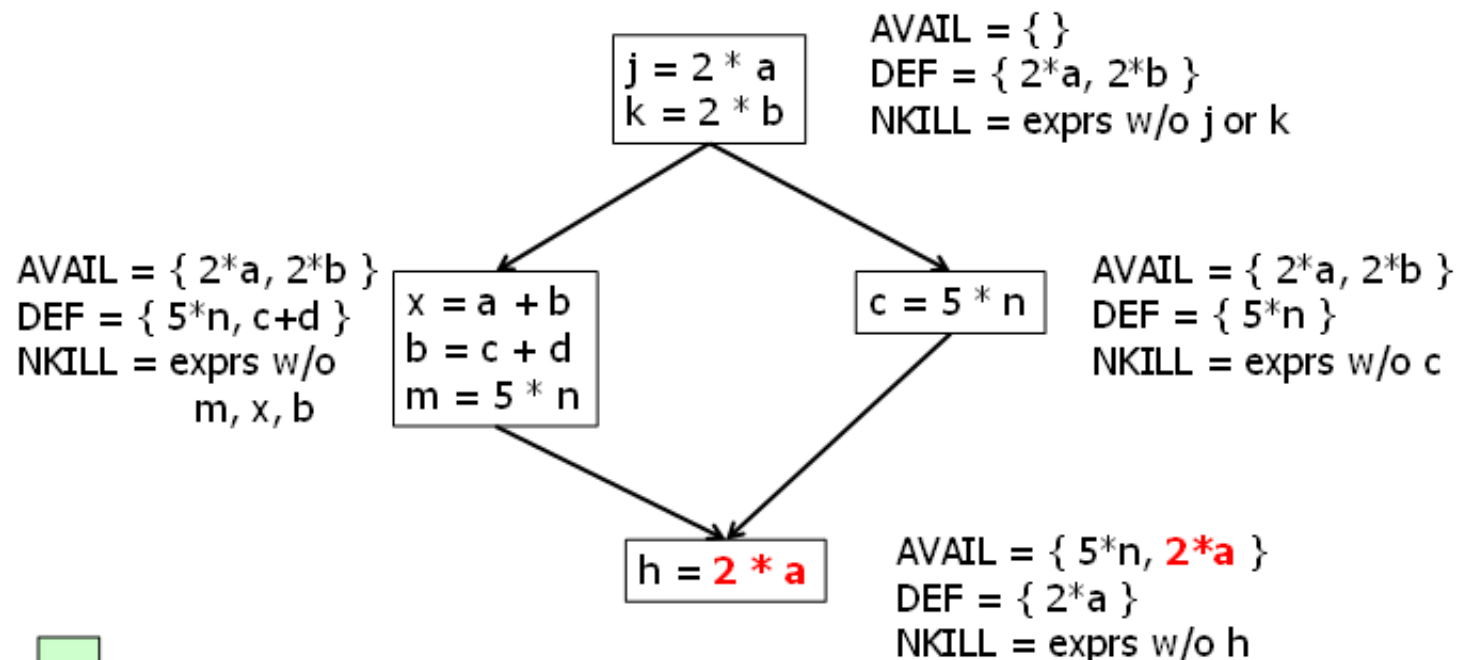 j = 2 * a
k = 2 * b
AVAIL = { }
DEF = { 2*a, 2*b }
NKILL = exprs w/o j or k
AVAIL = { 2*a, 2*b }
DEF = { 5*n, c+d }
NKILL = exprs w/o
m, x, b
x = a + b
b = c + d
m = 5 * n
c = 5 * n
AVAIL = { 2*a, 2*b }
DEF = { 5*n }
NKILL = exprs w/o c
h = 2 * a
AVAIL = { 5*n, 2*a }
DEF = { 2*a }
NKILL = exprs w/o h